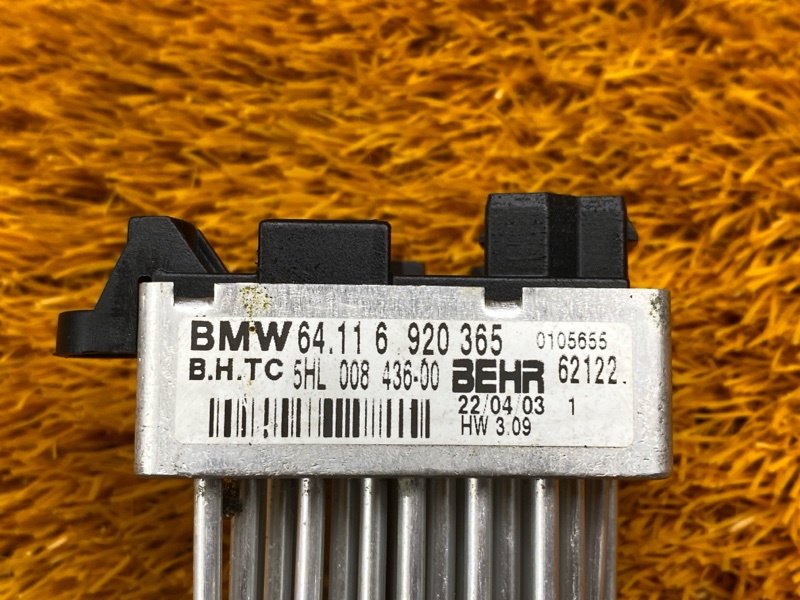 BMW 64.11 6 920 365 0105655
B.H.TC 5HL 008 436-00 BEHR 62122.
22/04/03 1
HW 3.09